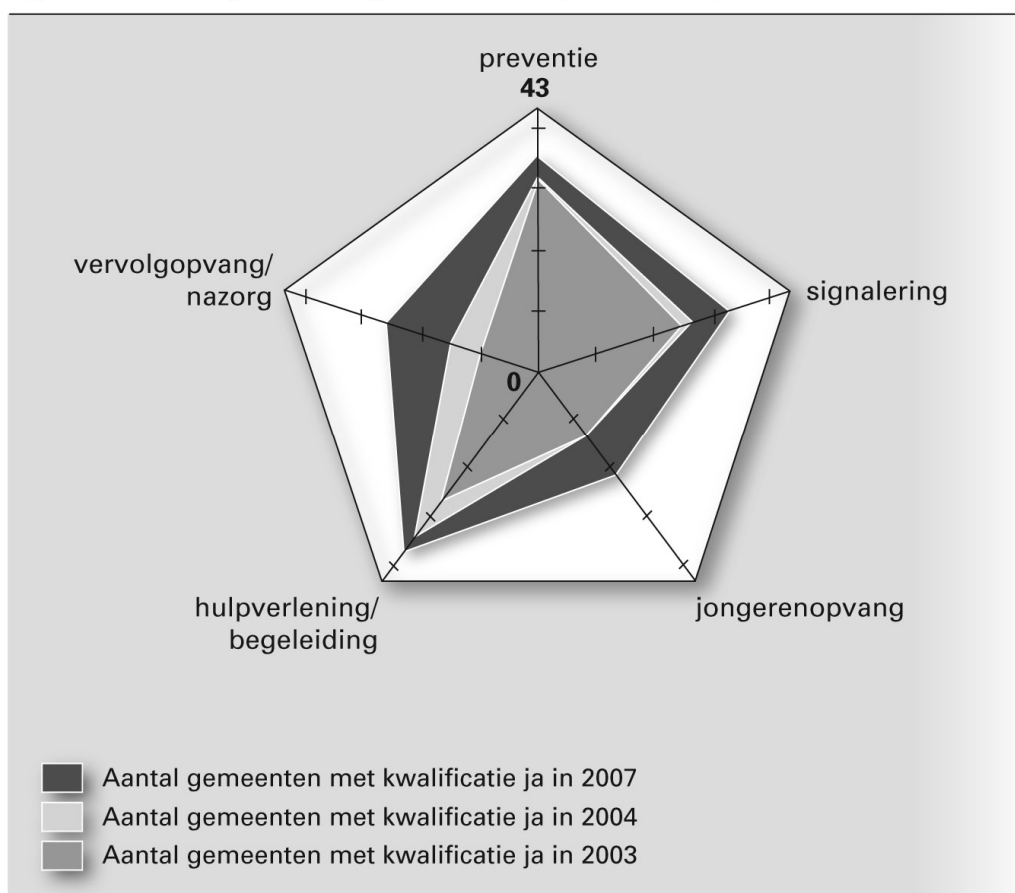 preventie
43
vervolgopvang/
nazorg
signalering
0
hulpverlening/
begeleiding
jongerenopvang
Aantal gemeenten met kwalificatie ja in 2007
Aantal gemeenten met kwalificatie ja in 2004
Aantal gemeenten met kwalificatie ja in 2003